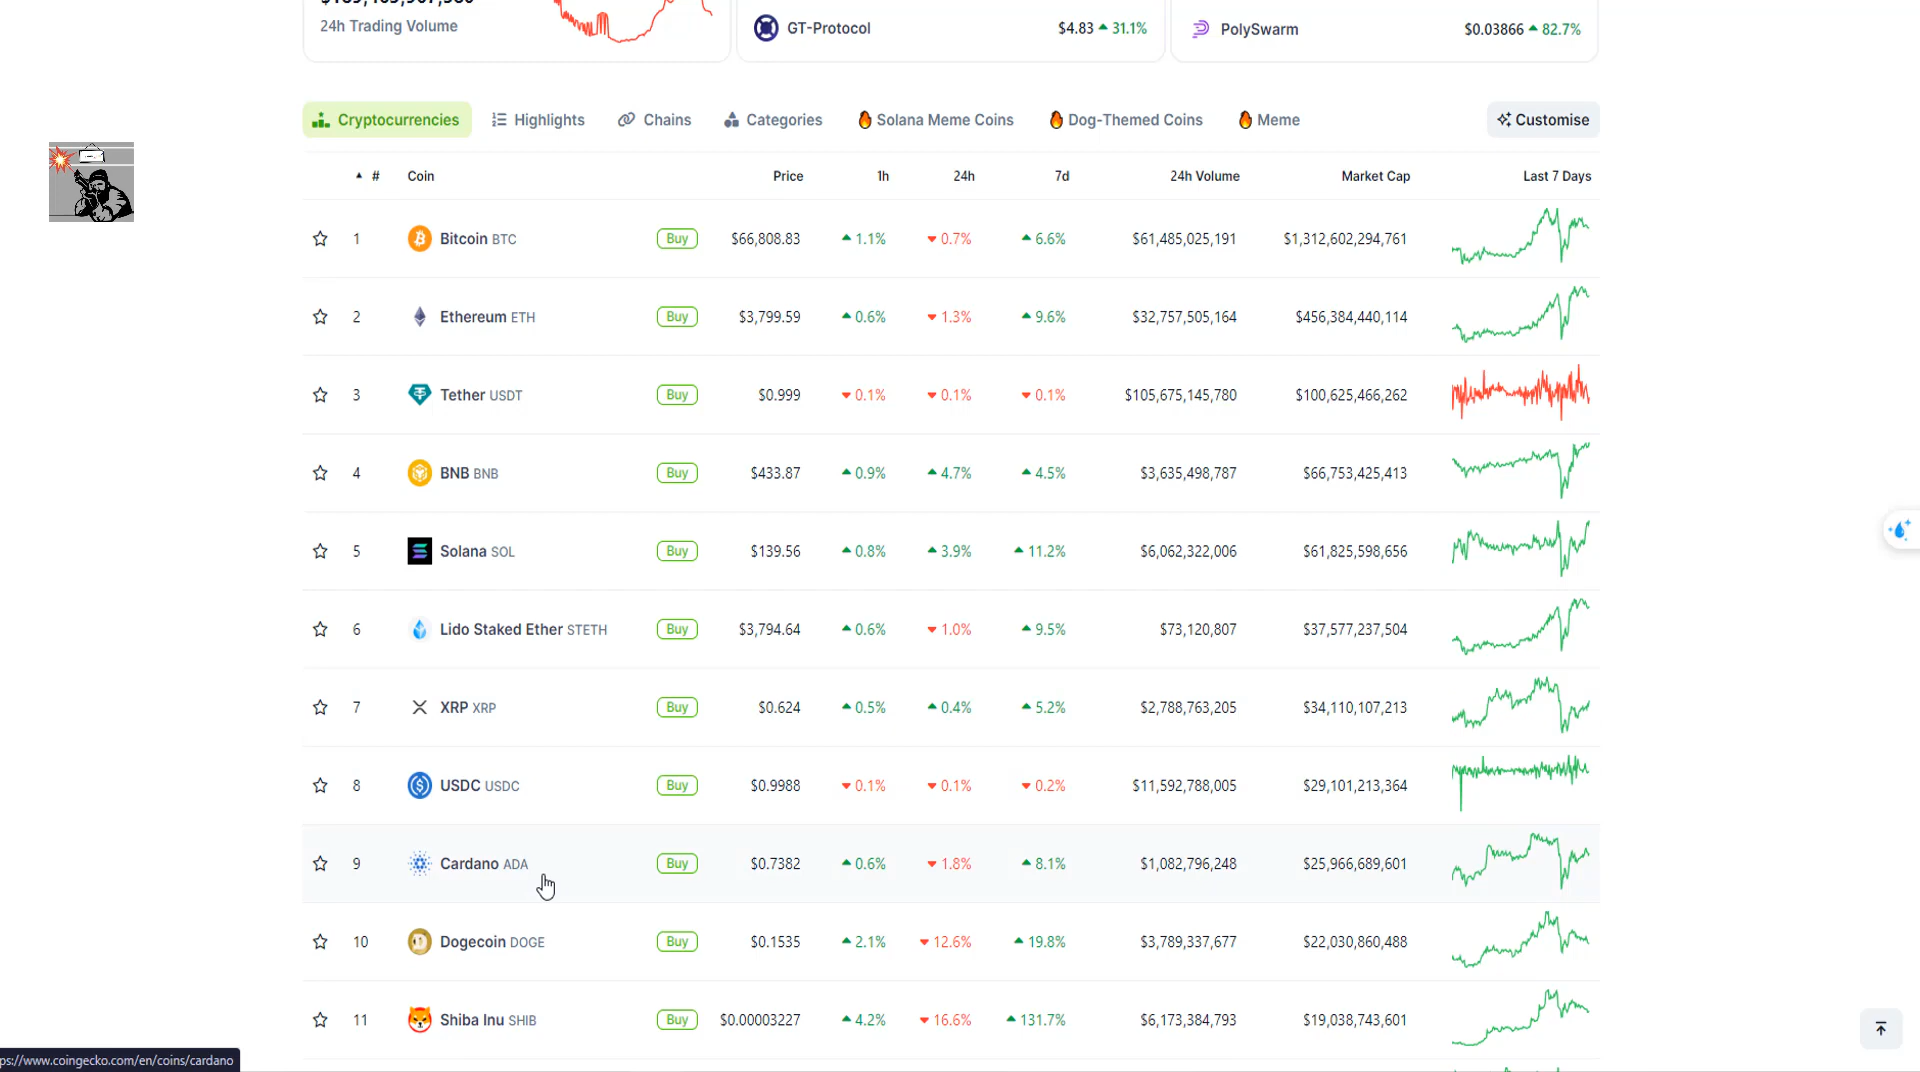 24h Trading Volume
GT-Protocol $4.83 31.1%
PolySwarm $0.03866 82.7%
Cryptocurrencies Highlights Chains Categories Solana Meme Coins Dog-Themed Coins Meme Customise
# Coin Price 1h 24h 7d 24h Volume Market Cap Last 7 Days
1 Bitcoin BTC Buy $66,808.83 1.1% 0.7% 6.6% $61,485,025,191 $1,312,602,294,761
2 Ethereum ETH Buy $3,799.59 0.6% 1.3% 9.6% $32,757,505,164 $456,384,440,114
3 Tether USDT Buy $0.999 0.1% 0.1% 0.1% $105,675,145,780 $100,625,466,262
4 BNB BNB Buy $433.87 0.9% 4.7% 4.5% $3,635,498,787 $66,753,425,413
5 Solana SOL Buy $139.56 0.8% 3.9% 11.2% $6,062,322,006 $61,825,598,656
6 Lido Staked Ether STETH Buy $3,794.64 0.6% 1.0% 9.5% $73,120,807 $37,577,237,504
7 XRP XRP Buy $0.624 0.5% 0.4% 5.2% $2,788,763,205 $34,110,107,213
8 USDC USDC Buy $0.9988 0.1% 0.1% 0.2% $11,592,788,005 $29,101,213,364
9 Cardano ADA Buy $0.7382 0.6% 1.8% 8.1% $1,082,796,248 $25,966,689,601
10 Dogecoin DOGE Buy $0.1535 2.1% 12.6% 19.8% $3,789,337,677 $22,030,860,488
11 Shiba Inu SHIB Buy $0.00003227 4.2% 16.6% 131.7% $6,173,384,793 $19,038,743,601
ps://www.coingecko.com/en/coins/cardano